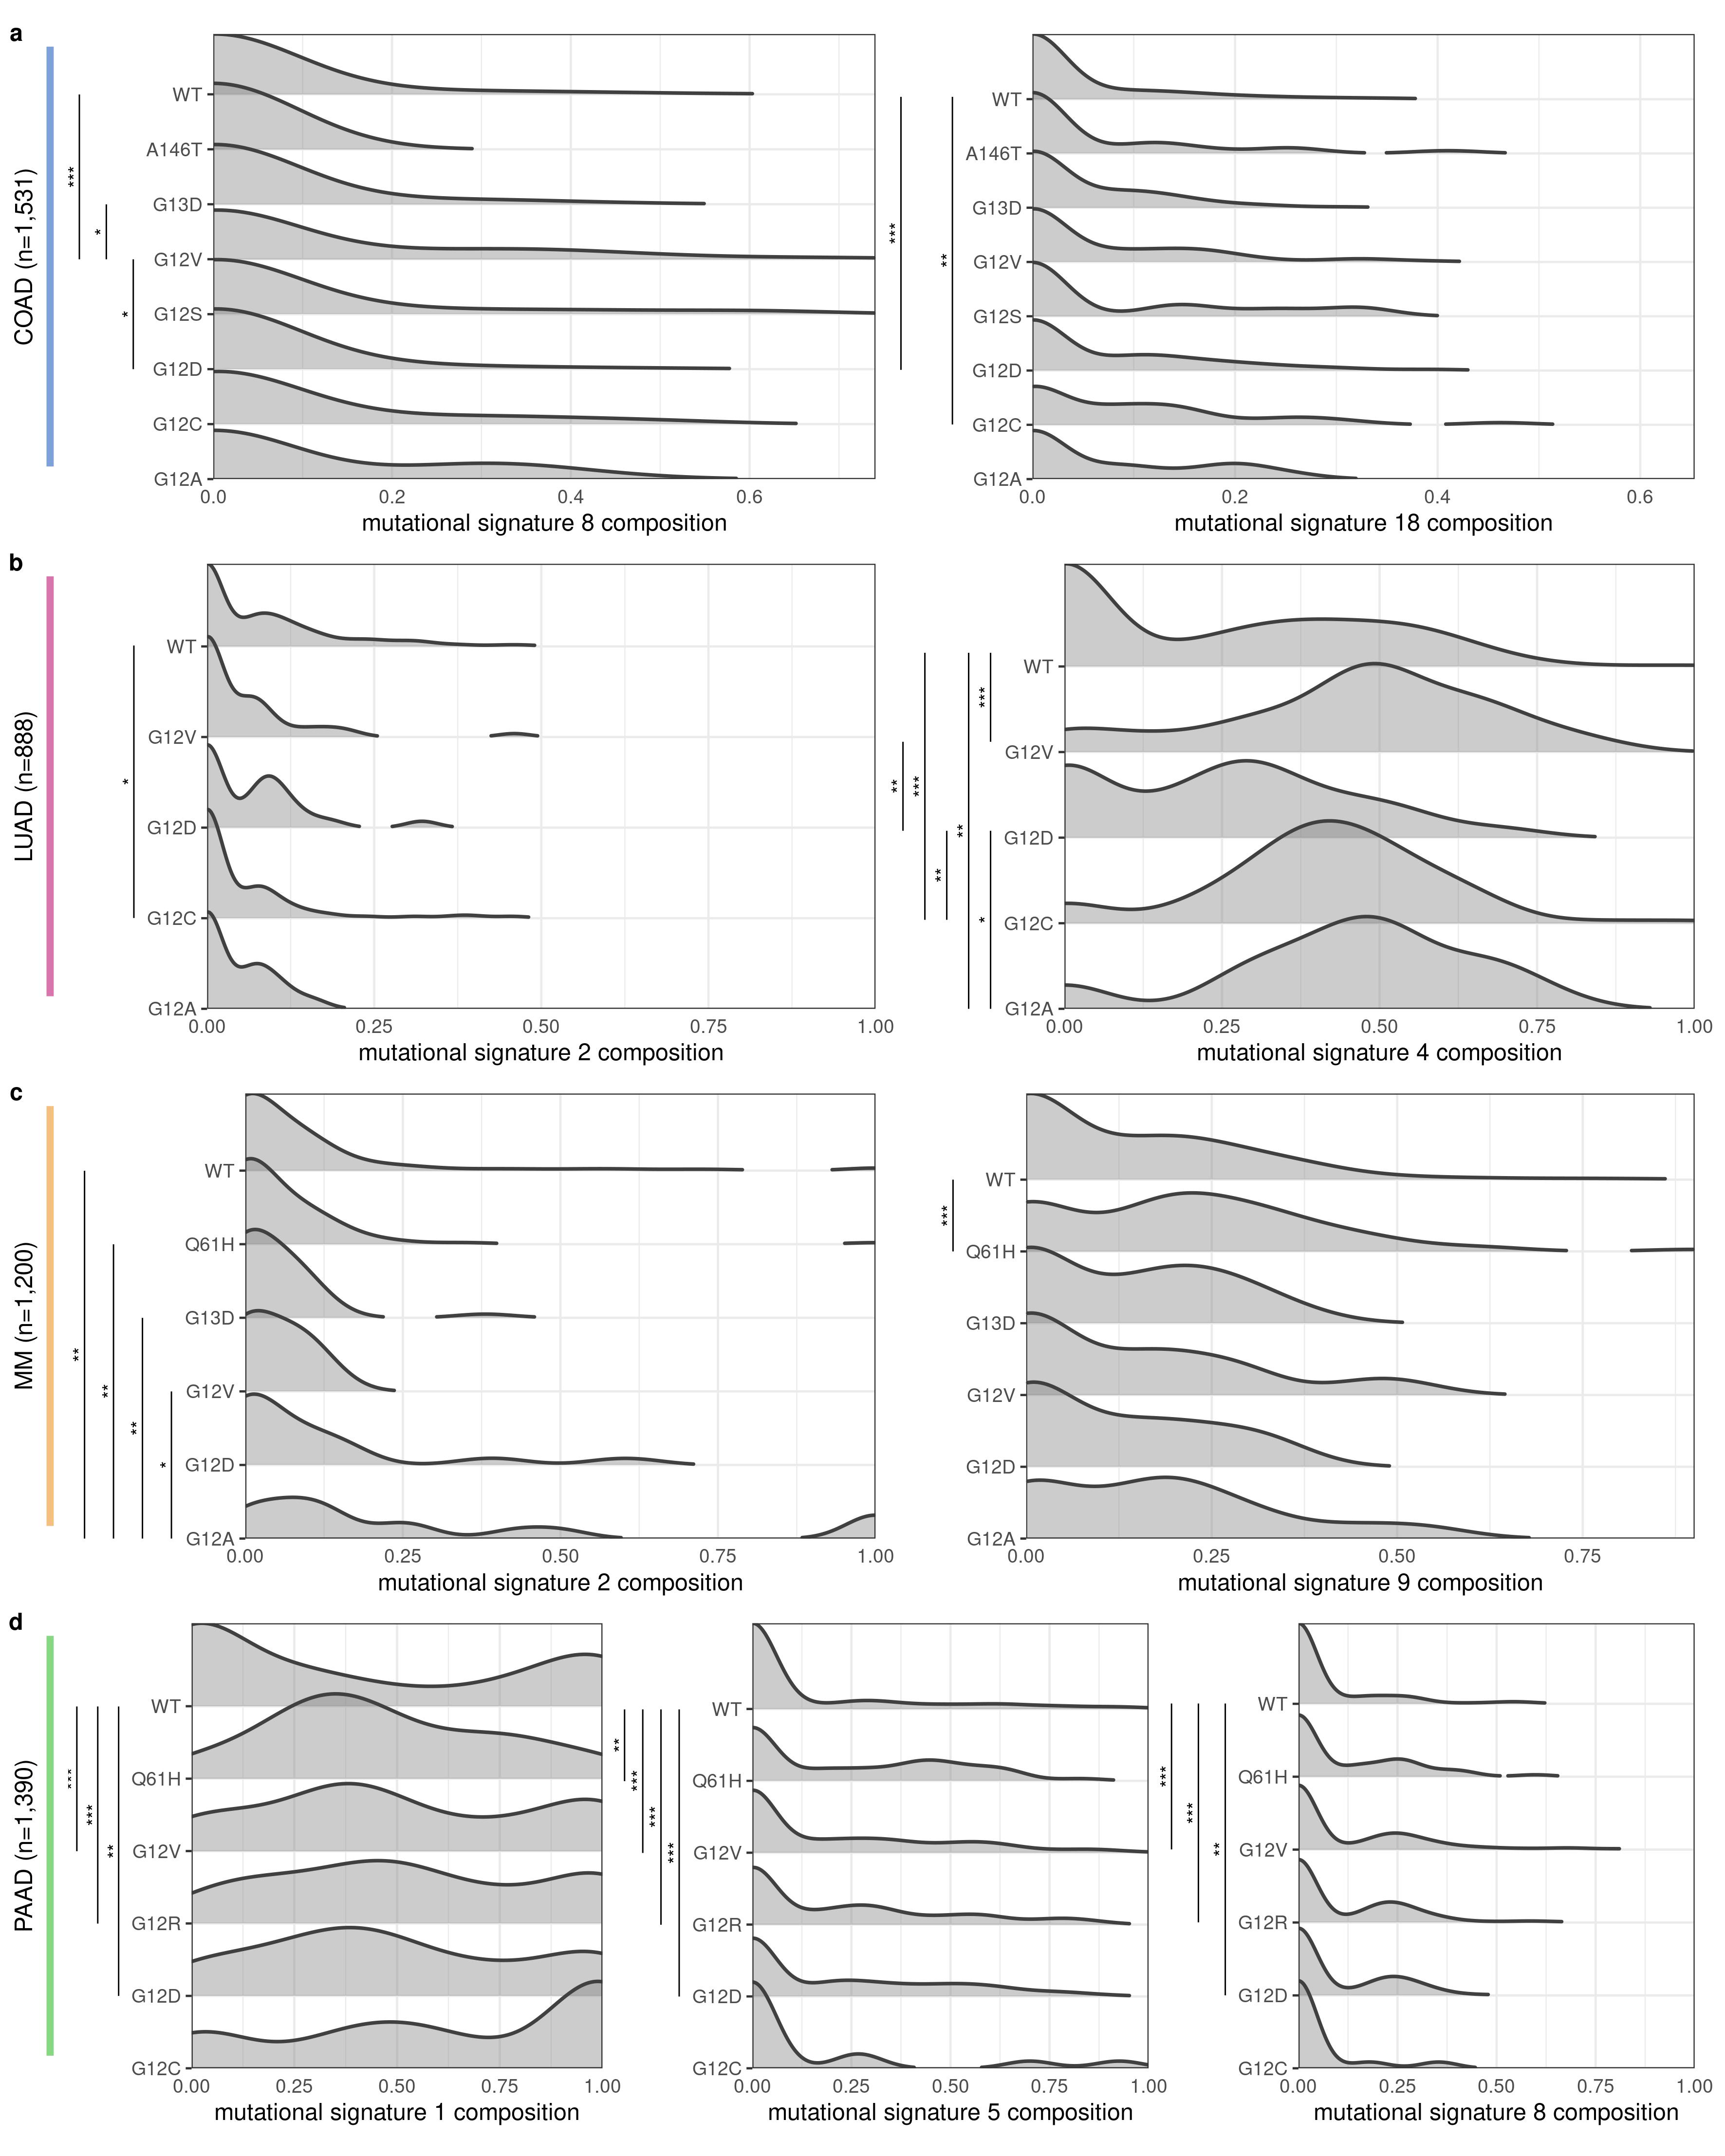 a
COAD (n=1,531)
***
*
*
WT
A146T
G13D
G12V
G12S
G12D
G12C
G12A
0.0 0.2 0.4 0.6
mutational signature 8 composition
***
**
WT
A146T
G13D
G12V
G12S
G12D
G12C
G12A
0.0 0.2 0.4 0.6
mutational signature 18 composition
b
LUAD (n=888)
*
WT
G12V
G12D
G12C
G12A
0.00 0.25 0.50 0.75 1.00
mutational signature 2 composition
**
***
**
**
***
*
WT
G12V
G12D
G12C
G12A
0.00 0.25 0.50 0.75 1.00
mutational signature 4 composition
c
MM (n=1,200)
**
**
**
*
WT
Q61H
G13D
G12V
G12D
G12A
0.00 0.25 0.50 0.75 1.00
mutational signature 2 composition
***
WT
Q61H
G13D
G12V
G12D
G12A
0.00 0.25 0.50 0.75
mutational signature 9 composition
d
PAAD (n=1,390)
***
***
**
WT
Q61H
G12V
G12R
G12D
G12C
0.00 0.25 0.50 0.75 1.00
mutational signature 1 composition
**
***
***
***
WT
Q61H
G12V
G12R
G12D
G12C
0.00 0.25 0.50 0.75 1.00
mutational signature 5 composition
***
***
**
WT
Q61H
G12V
G12R
G12D
G12C
0.00 0.25 0.50 0.75 1.00
mutational signature 8 composition